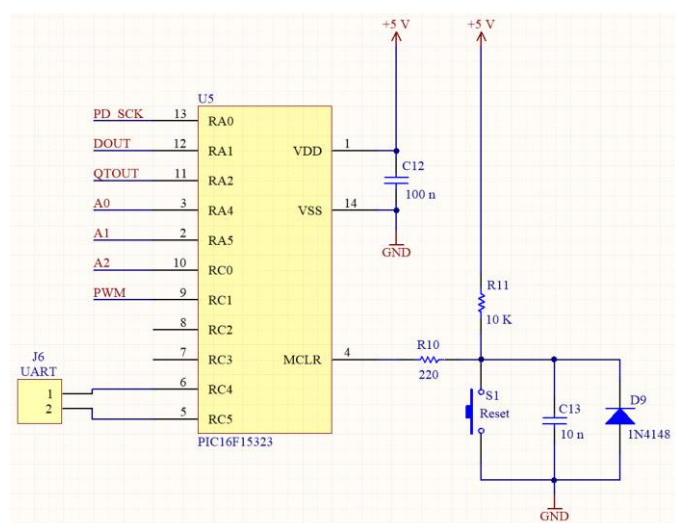 +5 V
+5 V
U5
PD_SCK 13 RA0
DOUT 12 RA1 VDD 1
C12
100 n
QTOUT 11 RA2
A0 3 RA4 VSS 14
A1 2 RA5
GND
A2 10 RC0
PWM 9 RC1
R11
10 K
8 RC2
7 RC3 MCLR 4
R10
220
J6
UART
1 6 RC4
2 5 RC5
S1
Reset
C13
10 n
D9
1N4148
PIC16F15323
GND